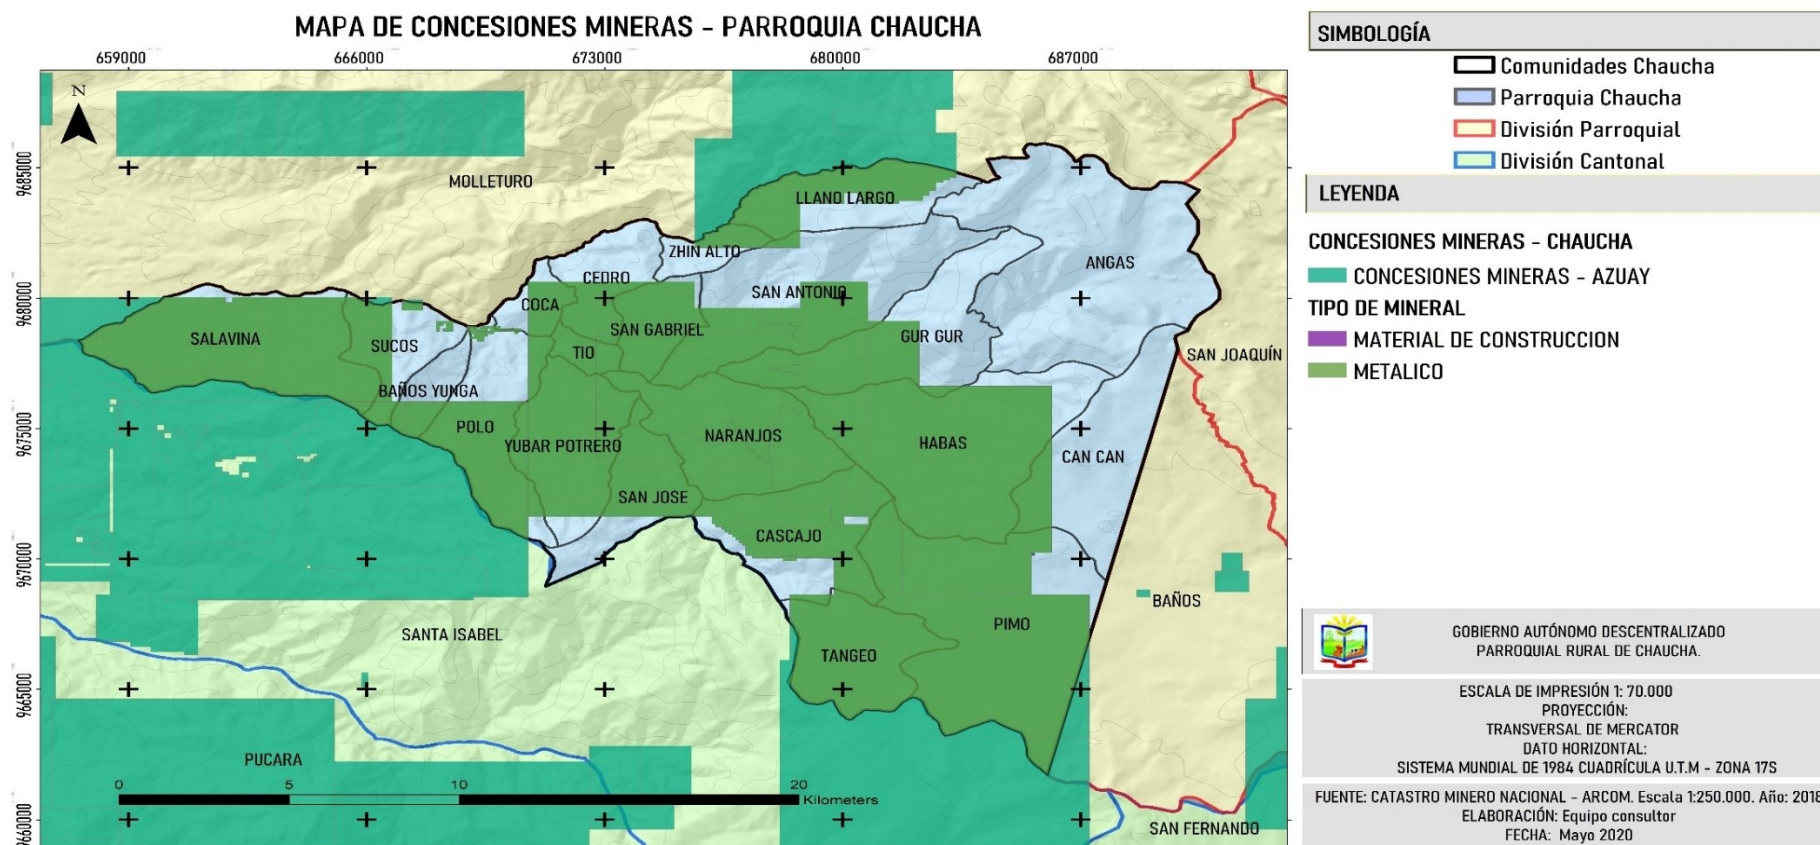 MAPA DE CONCESIONES MINERAS - PARROQUIA CHAUCHA
659000 666000 673000 680000 687000
N
9685000
9680000
9675000
9670000
9665000
9660000
MOLLETURO
LLANO LARGO
ZHIN ALTO
ANGAS
CEDRO
SAN ANTONIO
COCA
SAN GABRIEL
GUR GUR
SALAVINA
SUCOS
TIO
SAN JOAQUÍN
BAÑOS YUNGA
POLO
YUBAR POTRERO
NARANJOS
HABAS
CAN CAN
SAN JOSE
CASCAJO
BAÑOS
SANTA ISABEL
PIMO
TANGEO
PUCARA
SAN FERNANDO
0 5 10 20
Kilometers
SIMBOLOGÍA
Comunidades Chaucha
Parroquia Chaucha
División Parroquial
División Cantonal
LEYENDA
CONCESIONES MINERAS - CHAUCHA
CONCESIONES MINERAS - AZUAY
TIPO DE MINERAL
MATERIAL DE CONSTRUCCION
METALICO
GOBIERNO AUTÓNOMO DESCENTRALIZADO
PARROQUIAL RURAL DE CHAUCHA.
ESCALA DE IMPRESIÓN 1: 70.000
PROYECCIÓN:
TRANSVERSAL DE MERCATOR
DATO HORIZONTAL:
SISTEMA MUNDIAL DE 1984 CUADRÍCULA U.T.M - ZONA 17S
FUENTE: CATASTRO MINERO NACIONAL - ARCOM. Escala 1:250.000. Año: 2018
ELABORACIÓN: Equipo consultor
FECHA: Mayo 2020